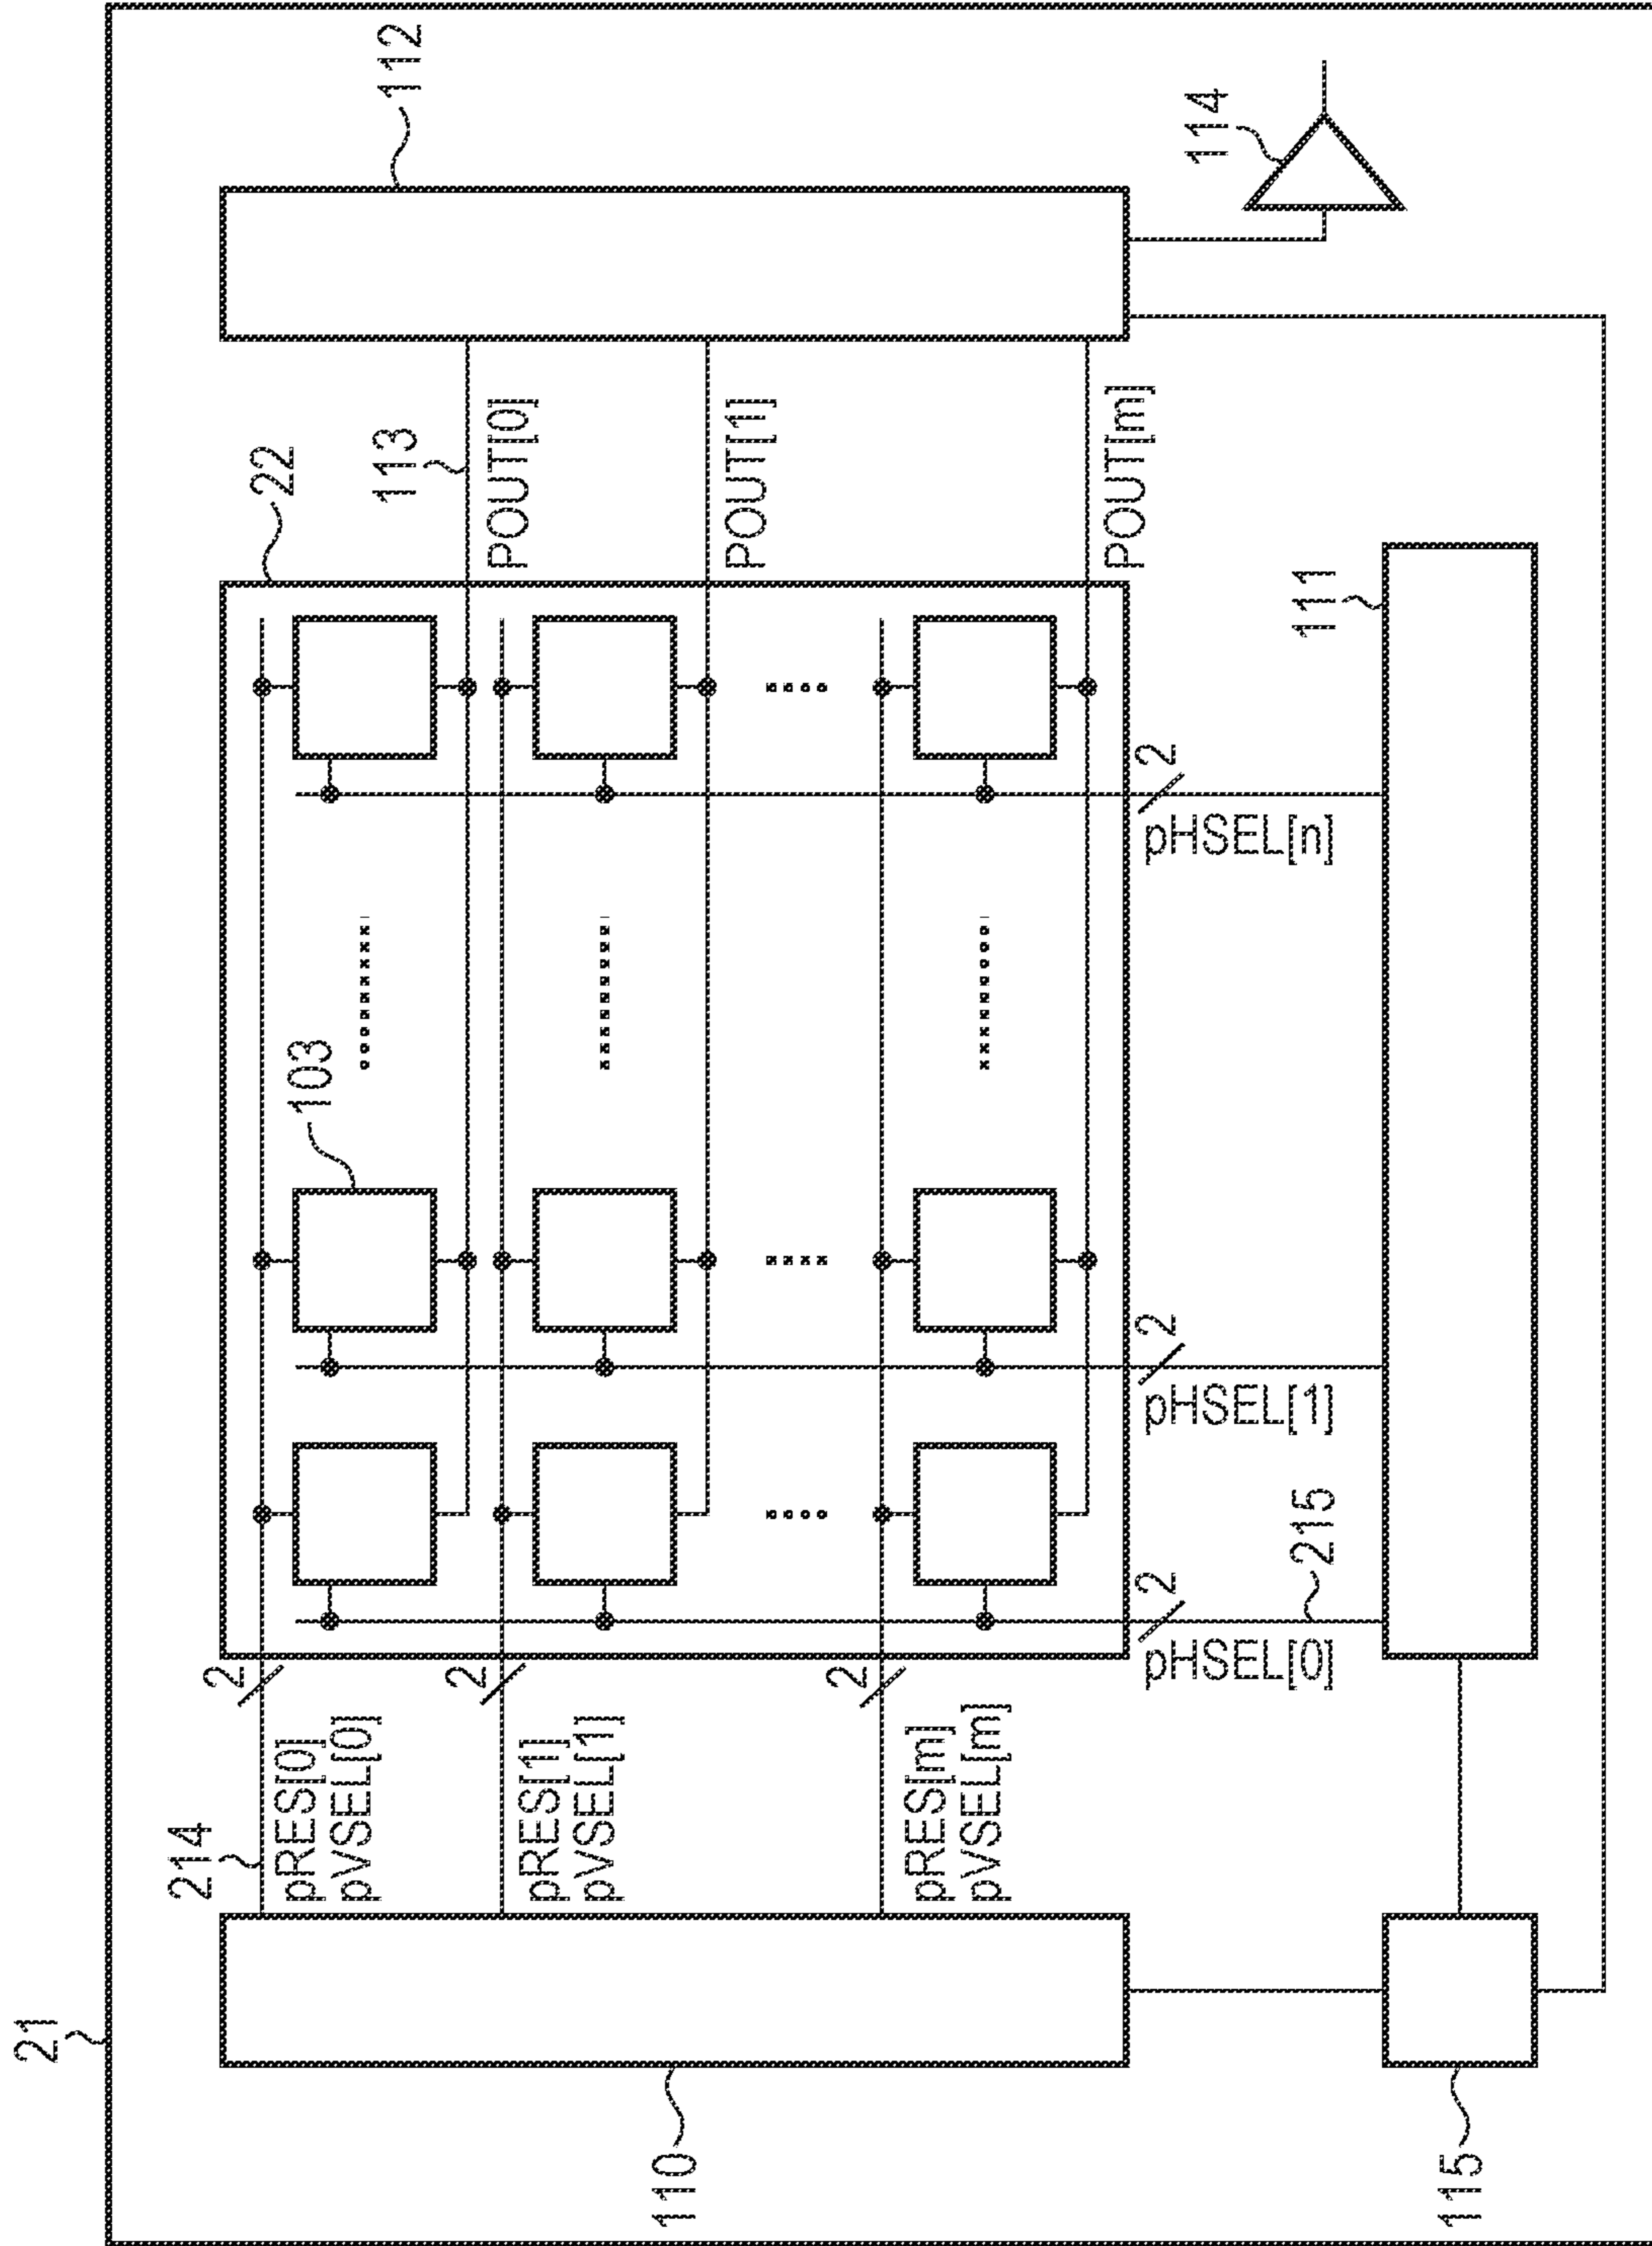 21
214
pRES[0]
pVSEL[0]
2
103
22
113
POUT[0]
112
110
pRES[1]
pVSEL[1]
2
POUT[1]
pRES[m]
pVSEL[m]
2
POUT[m]
114
2
pHSEL[0]
215
2
pHSEL[1]
2
pHSEL[n]
111
115